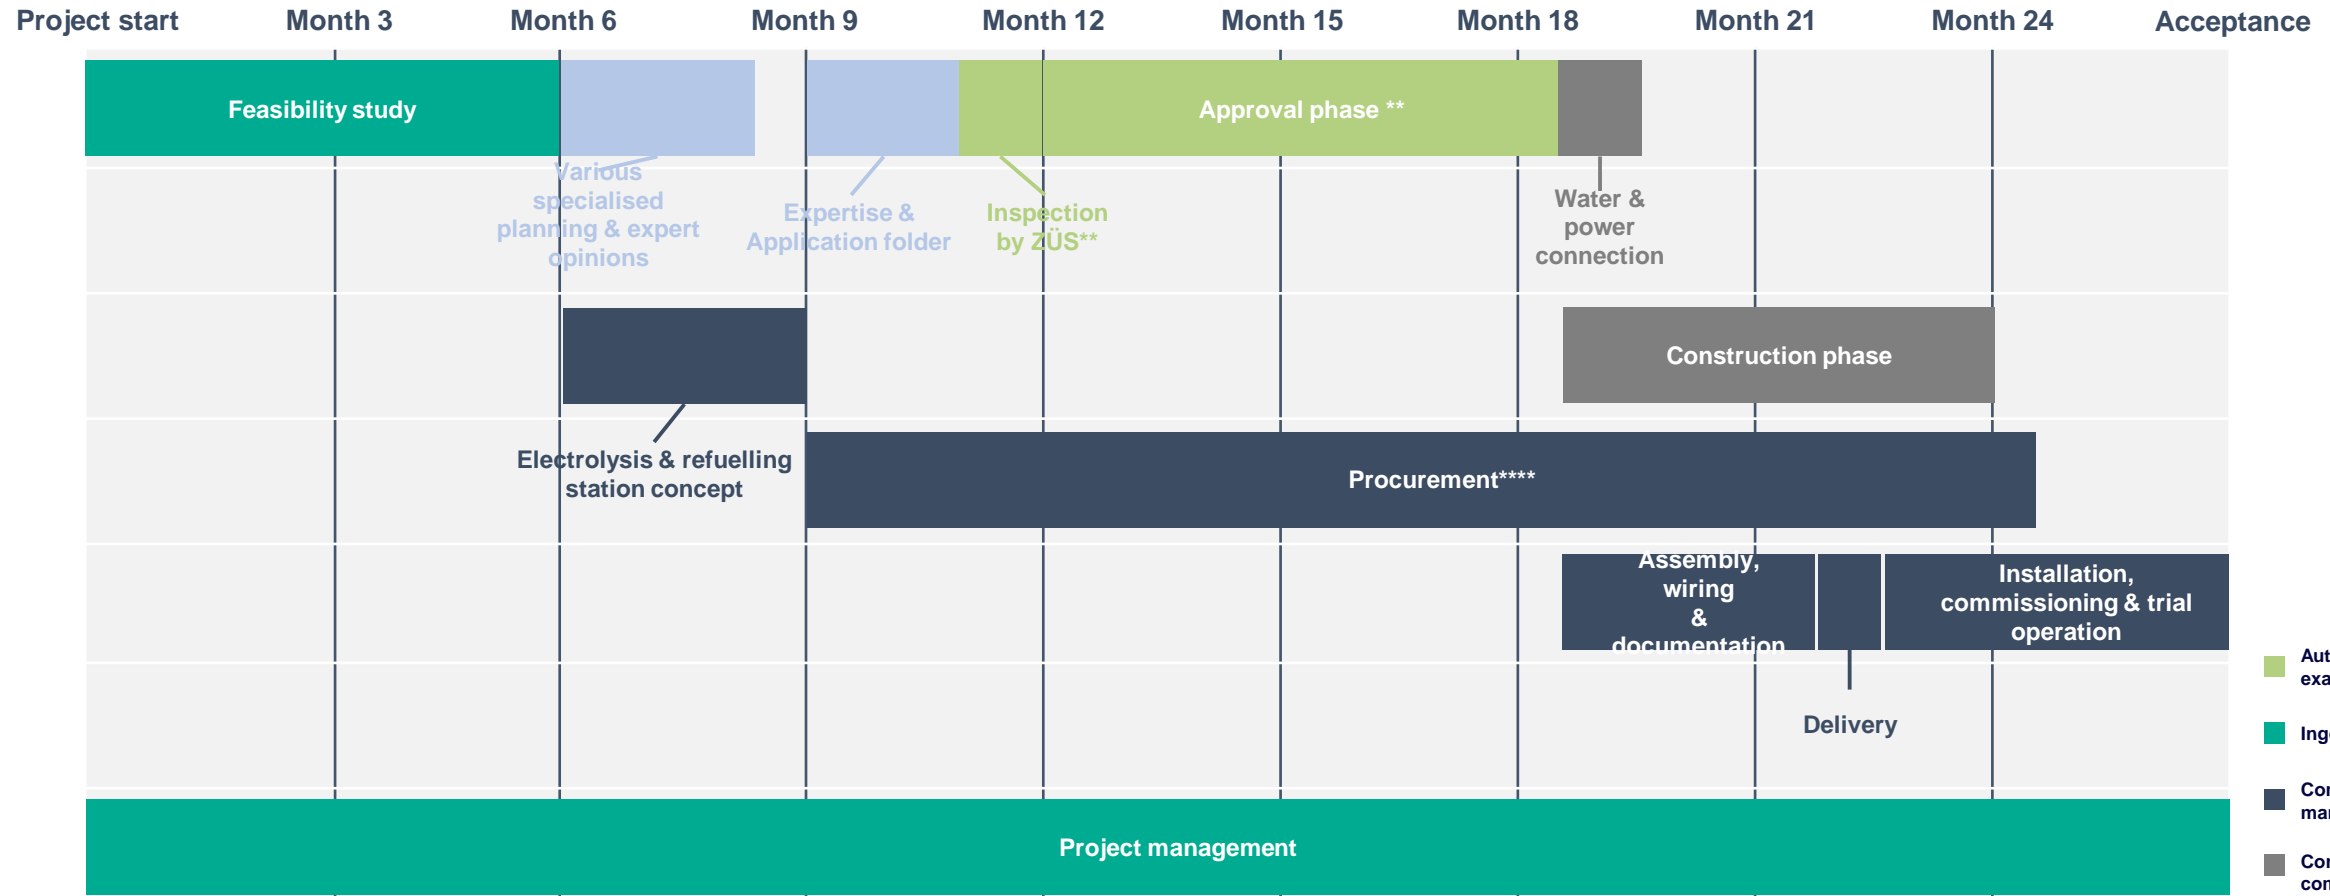 Project start
Month 3
Month 6
Month 9
Month 12
Month 15
Month 18
Month 21
Month 24
Acceptance
Feasibility study
Approval phase **
Various
specialised
planning & expert
opinions
Expertise &
Application folder
Inspection
by ZÜS**
Water &
power
connection
Construction phase
Electrolysis & refuelling
station concept
Procurement****
Assembly,
wiring
&
documentation
Installation,
commissioning & trial
operation
Delivery
Project management